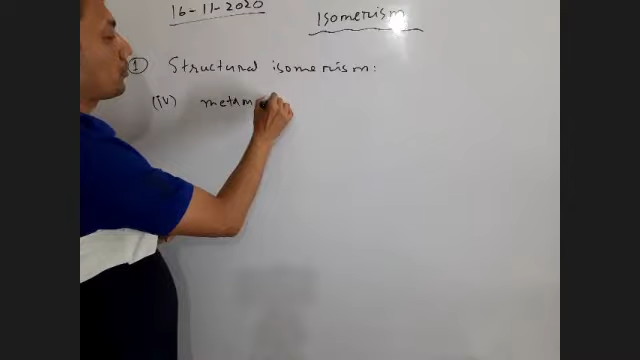 16-11-2020
Isomerism
① Structural isomerism:
(iv) metam